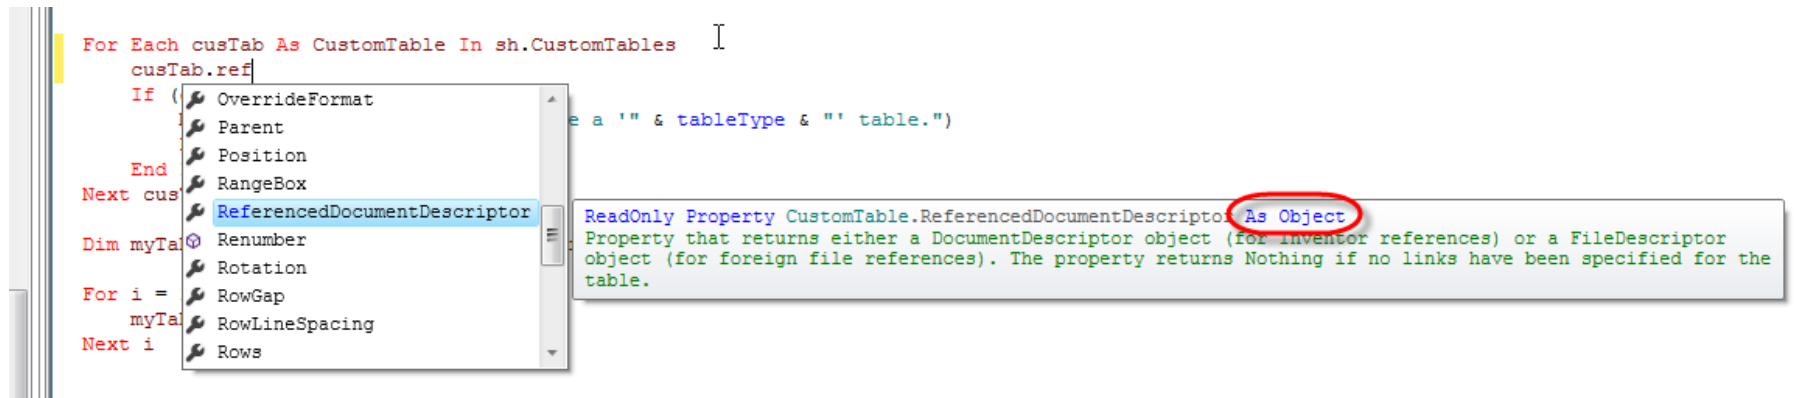 For Each cusTab As CustomTable In sh.CustomTables
cusTab.ref
If (
OverrideFormat
e a '" & tableType & "' table.")
Parent
Position
End
RangeBox
Next cus
ReferencedDocumentDescriptor
ReadOnly Property CustomTable.ReferencedDocumentDescriptor As Object
Property that returns either a DocumentDescriptor object (for Inventor references) or a FileDescriptor
object (for foreign file references). The property returns Nothing if no links have been specified for the
table.
Dim myTab
Renumber
Rotation
For i =
RowGap
myTab
RowLineSpacing
Next i
Rows